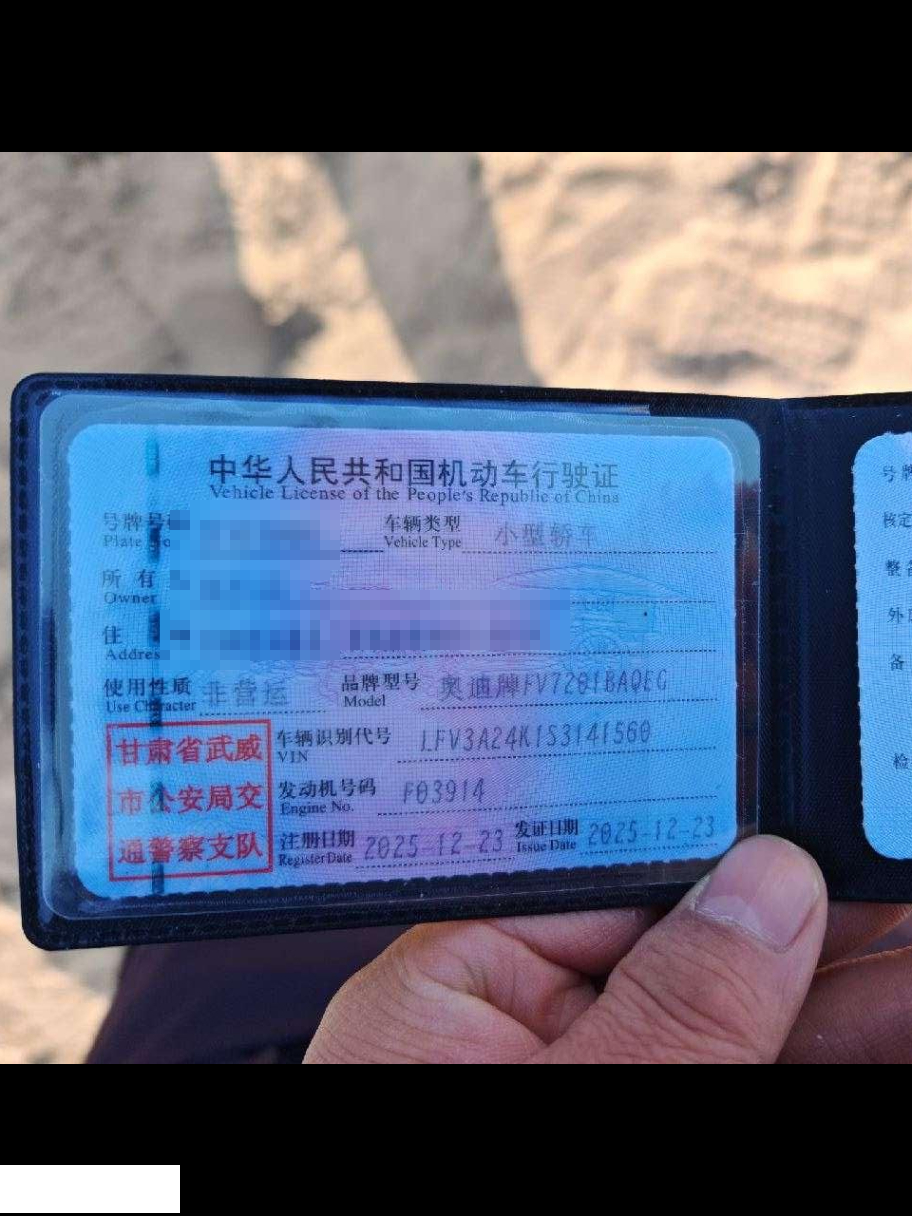 中华人民共和国机动车行驶证
Vehicle License of the People's Republic of China
号牌号码 车辆类型 小型轿车
Plate No. Vehicle Type
所 有
Owner
住
Address
使用性质 非营运 品牌型号 奥迪牌FV7201BAQEG
Use Character Model
甘肃省武威
市公安局交
通警察支队
车辆识别代号 LFV3A24K1S3141560
VIN
发动机号码 F03914
Engine No.
注册日期 2025-12-23 发证日期 2025-12-23
Register Date Issue Date
号牌
核定
整备
外
备
检